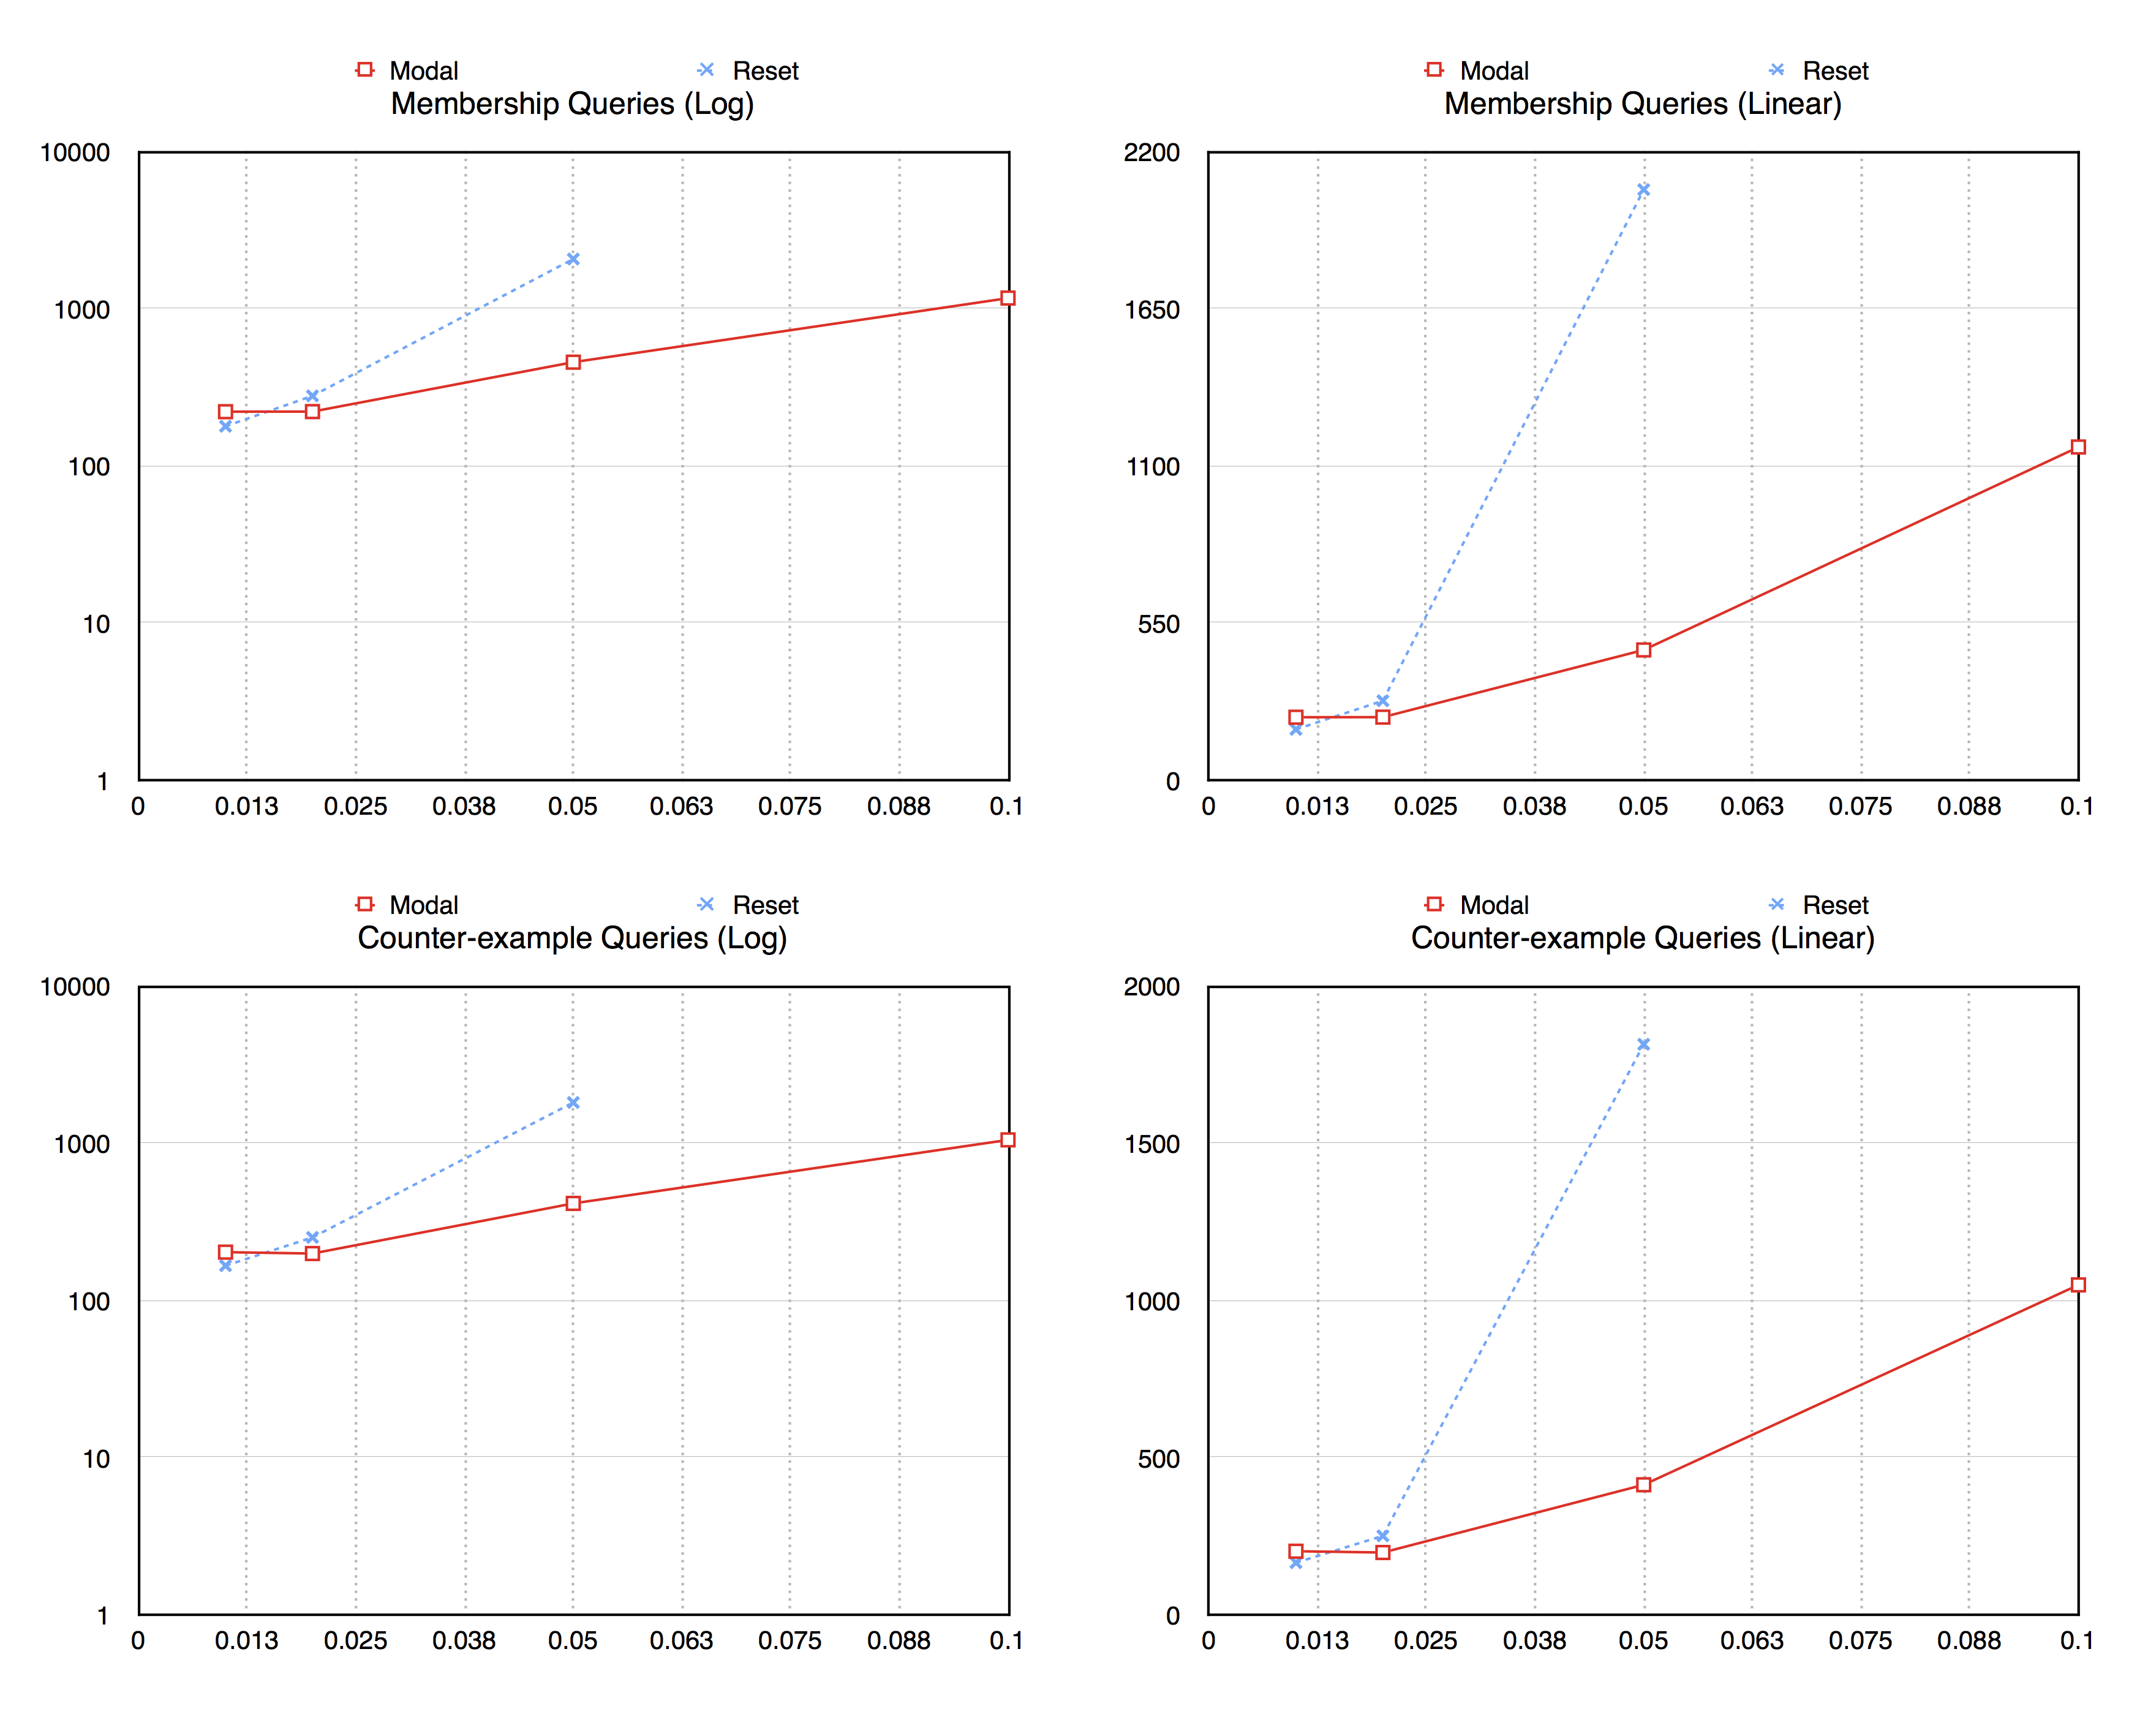 Modal Reset
Membership Queries (Log)
10000
1000
100
10
1
0 0.013 0.025 0.038 0.05 0.063 0.075 0.088 0.1
Modal Reset
Membership Queries (Linear)
2200
1650
1100
550
0
0 0.013 0.025 0.038 0.05 0.063 0.075 0.088 0.1
Modal Reset
Counter-example Queries (Log)
10000
1000
100
10
1
0 0.013 0.025 0.038 0.05 0.063 0.075 0.088 0.1
Modal Reset
Counter-example Queries (Linear)
2000
1500
1000
500
0
0 0.013 0.025 0.038 0.05 0.063 0.075 0.088 0.1